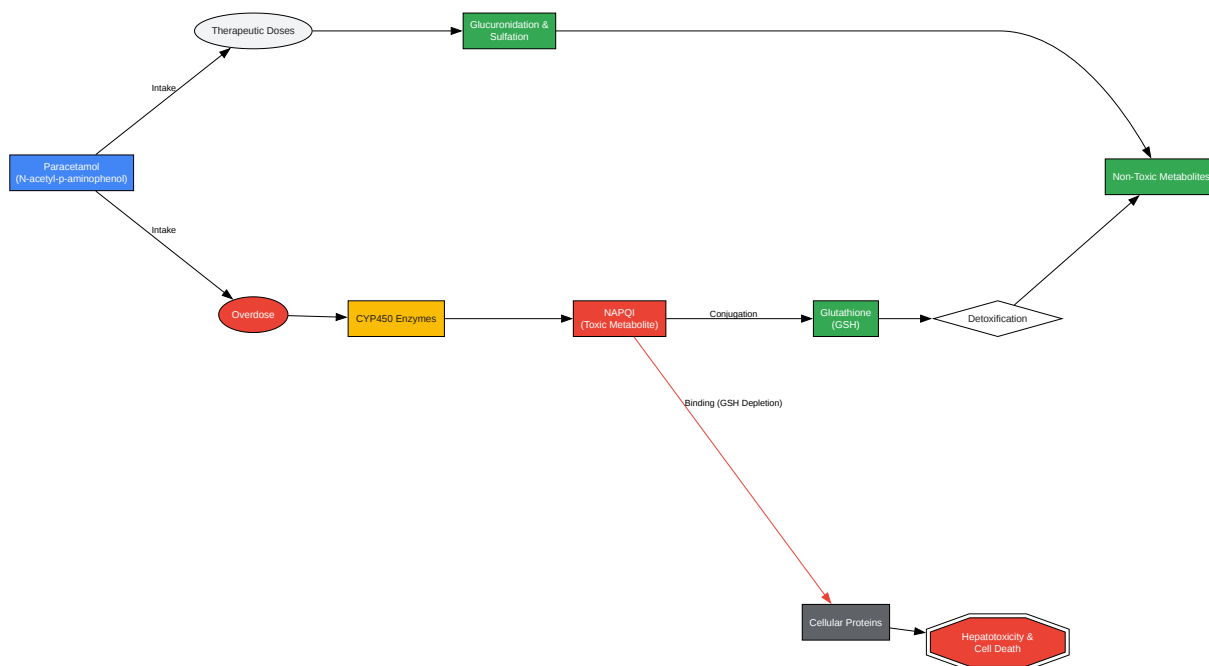 Therapeutic Doses
Glucuronidation &
Sulfation
Intake
Paracetamol
(N-acetyl-p-aminophenol)
Non-Toxic Metabolites
Intake
Overdose
CYP450 Enzymes
NAPQI
(Toxic Metabolite)
Conjugation
Glutathione
(GSH)
Detoxification
Binding (GSH Depletion)
Cellular Proteins
Hepatotoxicity &
Cell Death